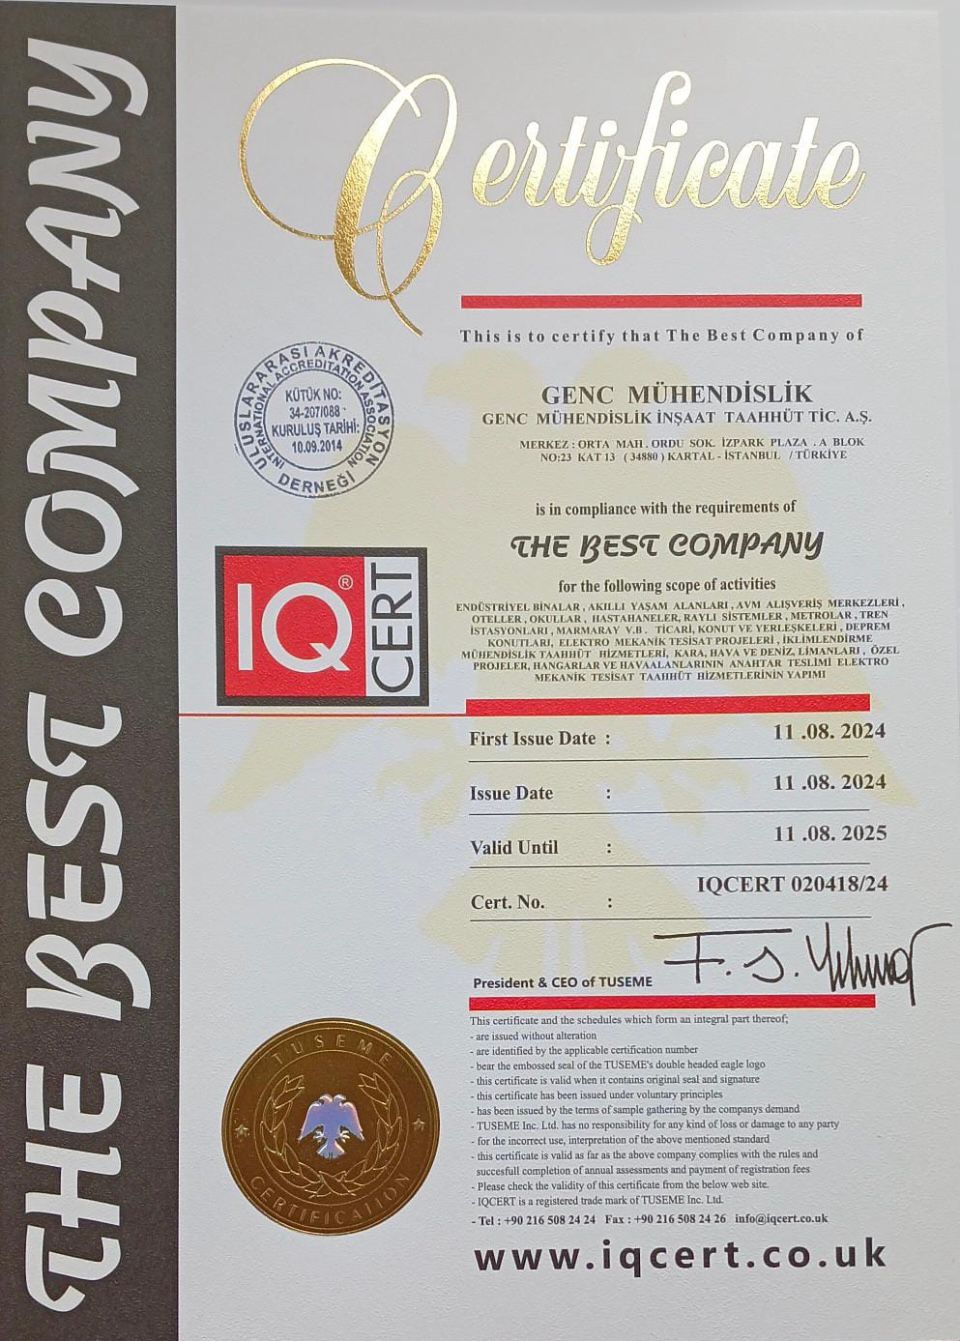 THE BEST COMPANY
Certificate
This is to certify that The Best Company of
ULUSLARARASI AKREDİTASYON DERNEĞİ
INTERNATIONAL ACCREDITATION ASSOCIATION
KÜTÜK NO:
34-207/088
KURULUŞ TARİHİ:
10.09.2014
GENC MÜHENDİSLİK
GENC MÜHENDİSLİK İNŞAAT TAAHHÜT TİC. A.Ş.
MERKEZ : ORTA MAH . ORDU SOK. İZPARK PLAZA . A BLOK
NO:23 KAT 13 ( 34880 ) KARTAL - İSTANBUL / TÜRKİYE
is in compliance with the requirements of
THE BEST COMPANY
IQ®
CERT
for the following scope of activities
ENDÜSTRİYEL BİNALAR , AKILLI YAŞAM ALANLARI , AVM ALIŞVERİŞ MERKEZLERİ ,
OTELLER , OKULLAR , HASTAHANELER, RAYLI SİSTEMLER , METROLAR , TREN
İSTASYONLARI , MARMARAY V.B. TİCARİ, KONUT VE YERLEŞKELERİ , DEPREM
KONUTLARI, ELEKTRO MEKANİK TESİSAT PROJELERİ , İKLİMLENDİRME
MÜHENDİSLİK TAAHHÜT HİZMETLERİ, KARA, HAVA VE DENİZ, LİMANLARI , ÖZEL
PROJELER, HANGARLAR VE HAVAALANLARININ ANAHTAR TESLİMİ ELEKTRO
MEKANİK TESİSAT TAAHHÜT HİZMETLERİNİN YAPIMI
First Issue Date : 11 .08. 2024
Issue Date : 11 .08. 2024
Valid Until : 11 .08. 2025
Cert. No. : IQCERT 020418/24
President & CEO of TUSEME
This certificate and the schedules which form an integral part thereof;
- are issued without alteration
- are identified by the applicable certification number
- bear the embossed seal of the TUSEME's double headed eagle logo
- this certificate is valid when it contains original seal and signature
- this certificate has been issued under voluntary principles
- has been issued by the terms of sample gathering by the companys demand
- TUSEME Inc. Ltd. has no responsibility for any kind of loss or damage to any party
- for the incorrect use, interpretation of the above mentioned standard
- this certificate is valid as far as the above company complies with the rules and
succesfull completion of annual assessments and payment of registration fees
- Please check the validity of this certificate from the below web site.
- IQCERT is a registered trade mark of TUSEME Inc. Ltd.
- Tel : +90 216 508 24 24 Fax : +90 216 508 24 26 info@iqcert.co.uk
www.iqcert.co.uk
TUSEME
CERTIFICATION